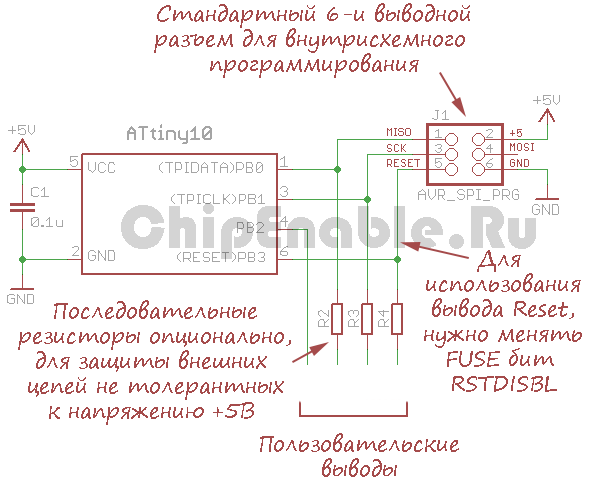 Стандартный 6-и выводной
разъем для внутрисхемного
программирования
J1
+5V
ATtiny10
+5V
MISO
1
2
+5
SCK
3
4
MOSI
RESET
5
6
GND
AVR_SPI_PRG
GND
5
VCC
(TPIDATA)PB0
1
(TPICLK)PB1
3
PB2
4
2
GND
(RESET)PB3
6
C1
0.1u
GND
ChipEnable.Ru
R2
R3
R4
Последовательные
резисторы опционально,
для защиты внешних
цепей не толерантных
к напряжению +5В
Для
использования
вывода Reset,
нужно менять
FUSE бит
RSTDISBL
Пользовательские
выводы